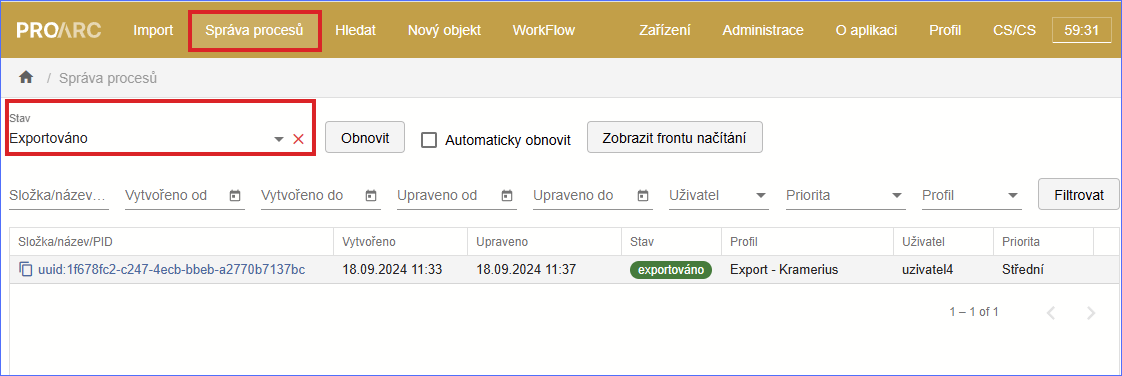 PROARC Import Správa procesů Hledat Nový objekt WorkFlow Zařízení Administrace O aplikaci Profil CS/CS 59:31
/ Správa procesů
Stav
Exportováno Obnovit Automaticky obnovit Zobrazit frontu načítání
Složka/název... Vytvořeno od Vytvořeno do Upraveno od Upraveno do Uživatel Priorita Profil Filtrovat
Složka/název/PID Vytvořeno Upraveno Stav Profil Uživatel Priorita
uuid:1f678fc2-c247-4ecb-bbeb-a2770b7137bc 18.09.2024 11:33 18.09.2024 11:37 exportováno Export - Kramerius uzivatel4 Střední
1 – 1 of 1